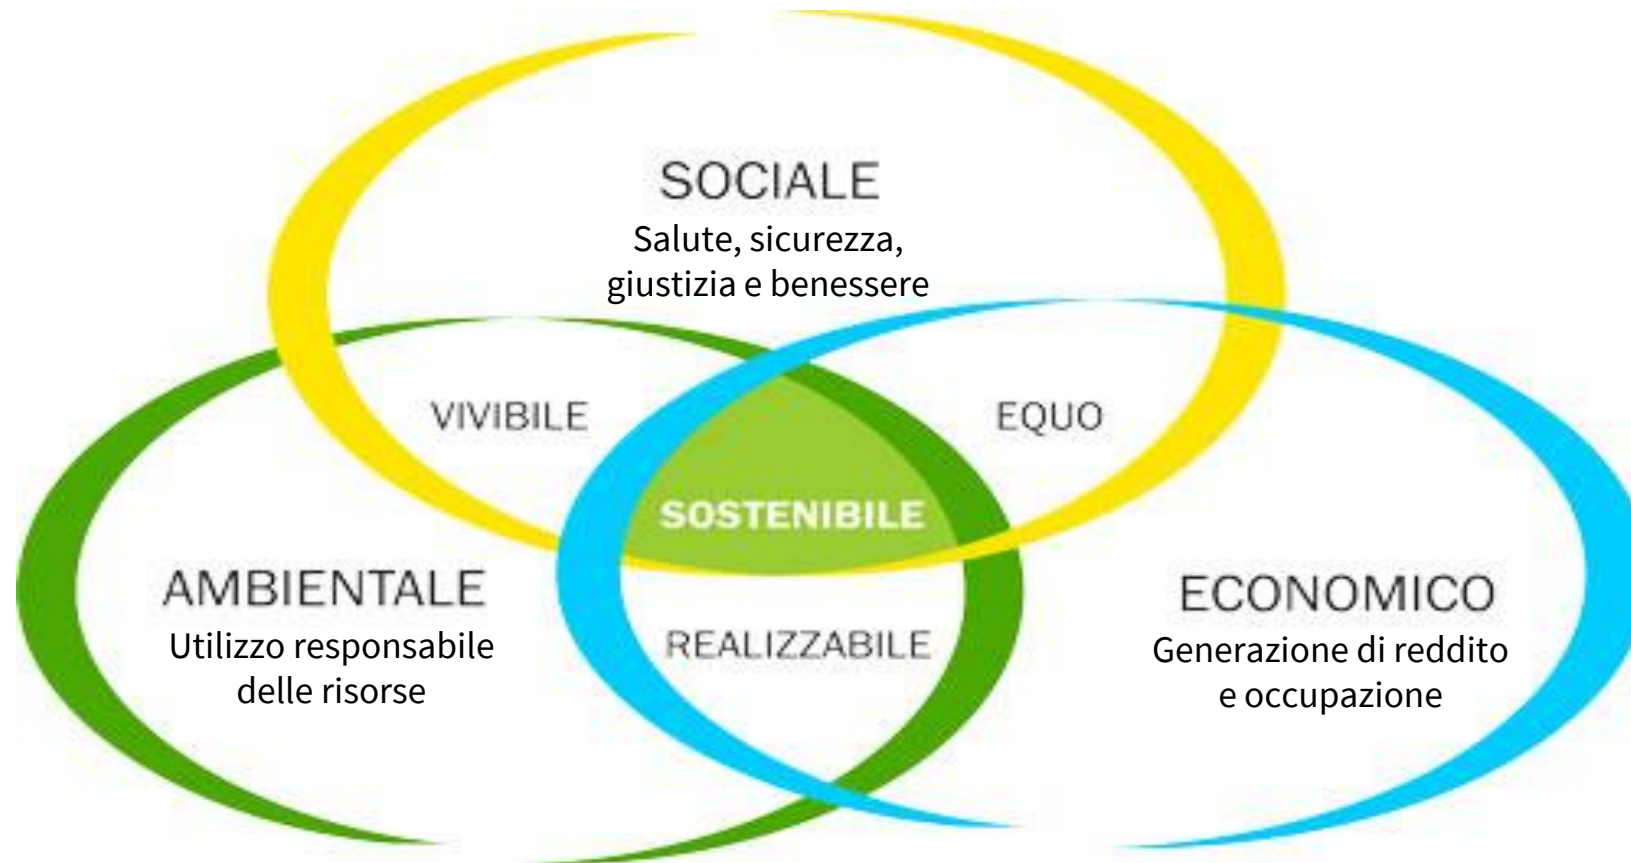 SOCIALE
Salute, sicurezza,
giustizia e benessere
VIVIBILE
EQUO
SOSTENIBILE
AMBIENTALE
Utilizzo responsabile
delle risorse
REALIZZABILE
ECONOMICO
Generazione di reddito
e occupazione